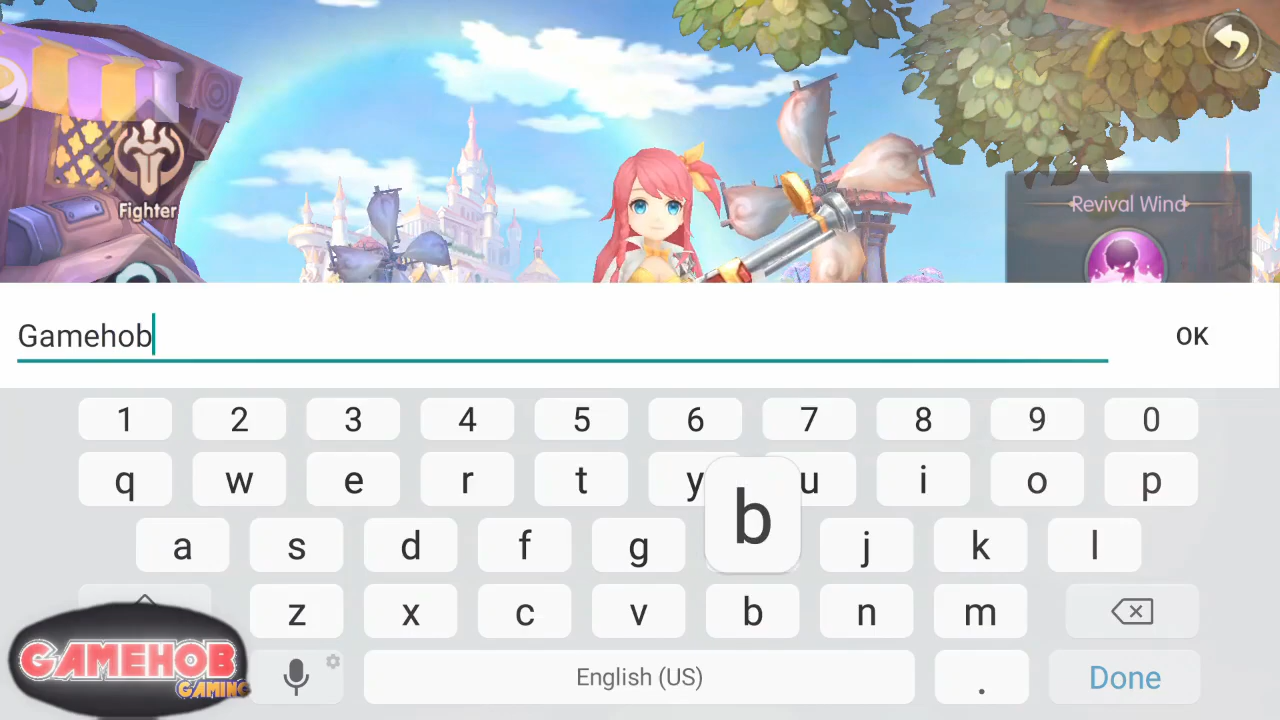 Fighter
Revival Wind
Gamehob
OK
1 2 3 4 5 6 7 8 9 0
q w e r t y u i o p
b
a s d f g j k l
z x c v b n m
English (US) . Done
GAMEHOB
GAMING